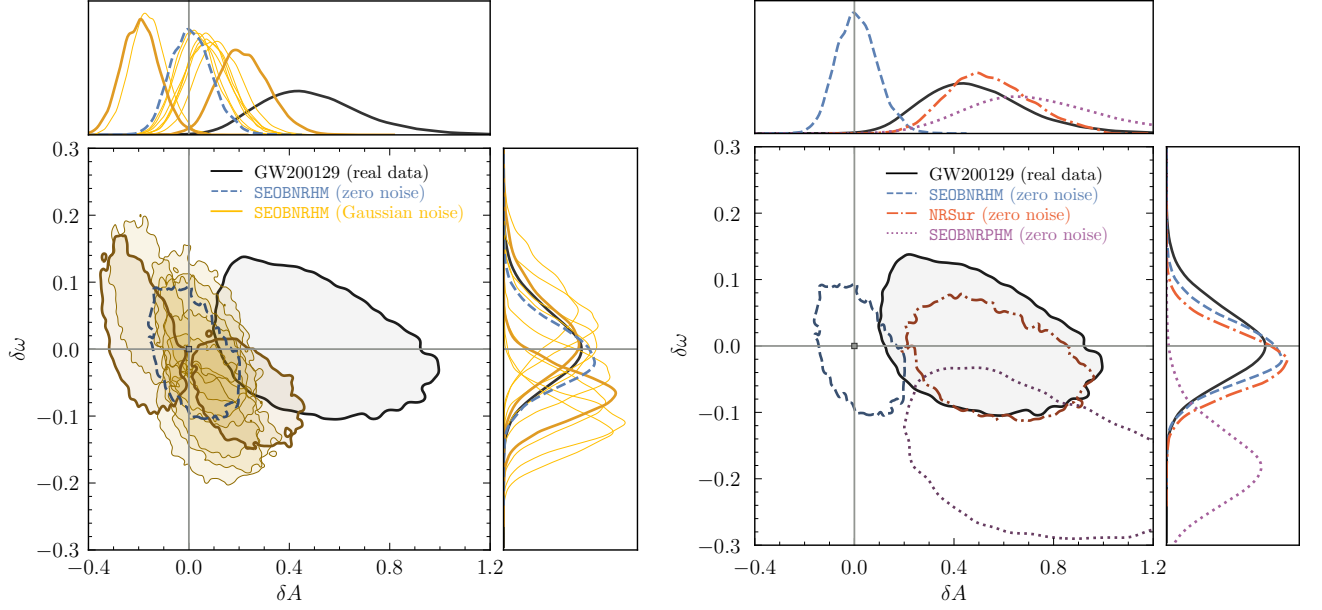 GW200129 (real data)
SEOBNRHM (zero noise)
SEOBNRHM (Gaussian noise)
0.3
0.2
0.1
0.0
−0.1
−0.2
−0.3
δω
−0.4
0.0
0.4
0.8
1.2
δA
GW200129 (real data)
SEOBNRHM (zero noise)
NRSur (zero noise)
SEOBNRPHM (zero noise)
0.3
0.2
0.1
0.0
−0.1
−0.2
−0.3
δω
−0.4
0.0
0.4
0.8
1.2
δA